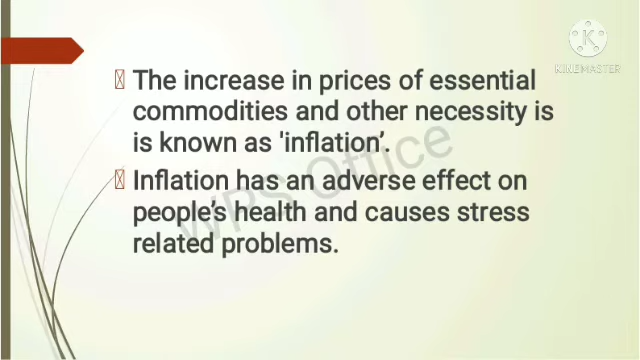 The increase in prices of essential
commodities and other necessity is
is known as 'inflation’.
Inflation has an adverse effect on
people’s health and causes stress
related problems.
WPS Office
K
KINEMASTER